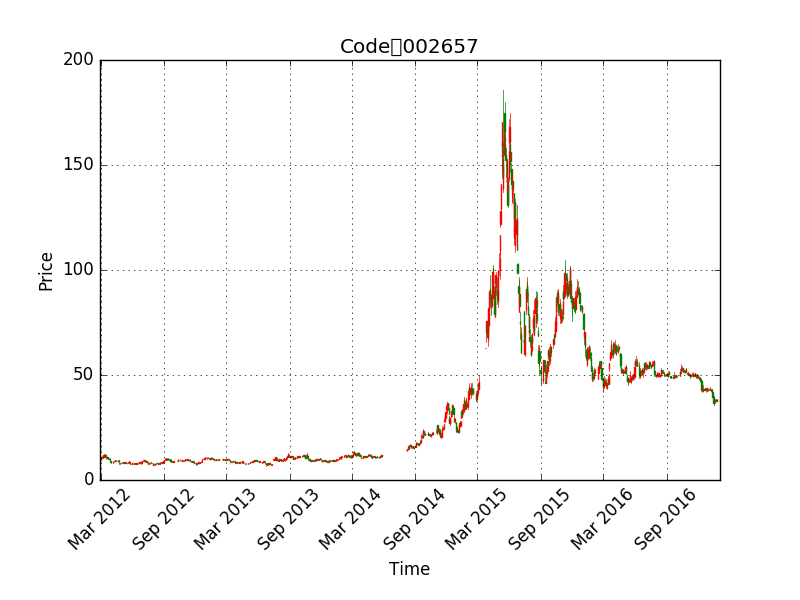 Code▯002657
200
150
100
50
0
Price
Mar 2012
Sep 2012
Mar 2013
Sep 2013
Mar 2014
Sep 2014
Mar 2015
Sep 2015
Mar 2016
Sep 2016
Time